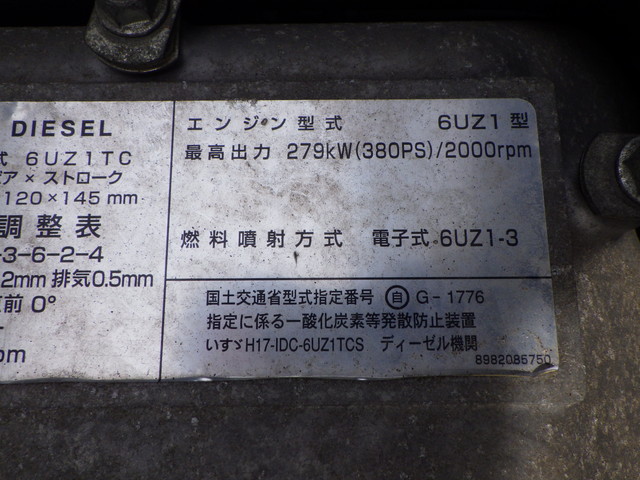 DIESEL
式 6UZ1TC
ア×ストローク
120×145mm
調整表
-3-6-2-4
2mm 排気0.5mm
前 0°
エンジン型式 6UZ1型
最高出力 279kW(380PS)/2000rpm
燃料噴射方式 電子式-6UZ1-3
国土交通省型式指定番号 自 G-1776
指定に係る一酸化炭素等発散防止装置
いすゞH17-IDC-6UZ1TCS ディーゼル機関
8982085750